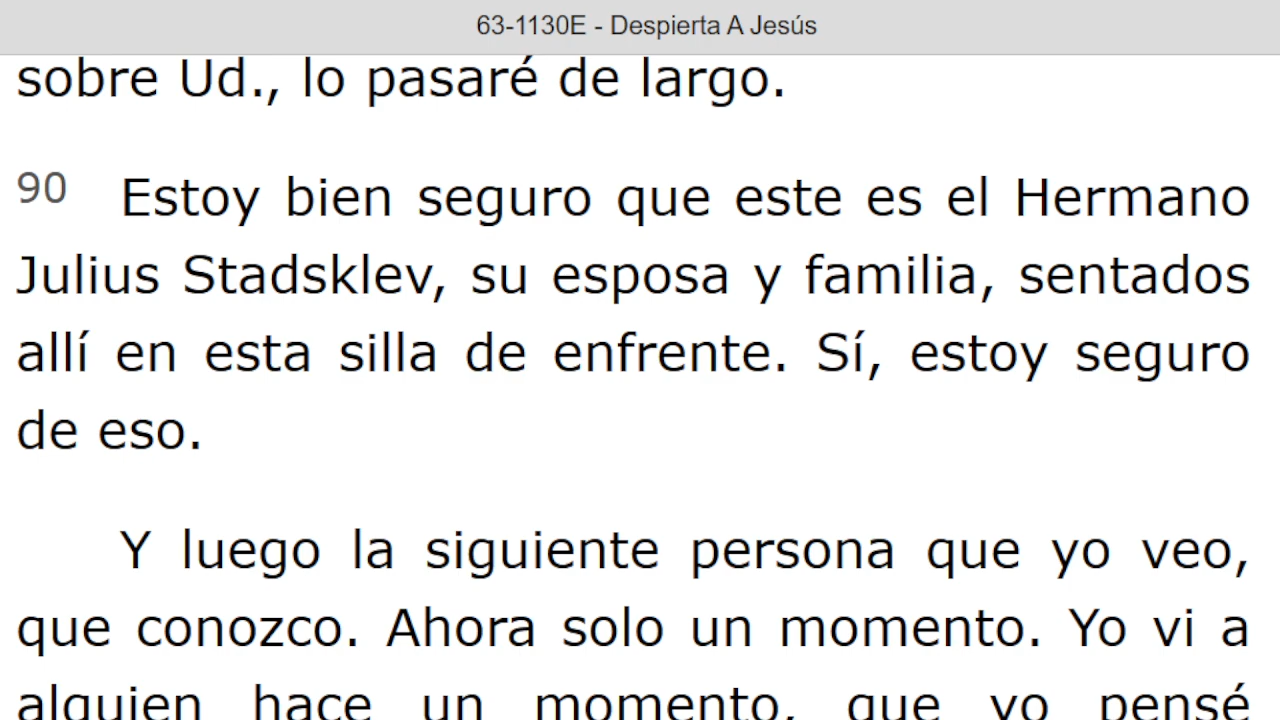 63-1130E - Despierta A Jesús
sobre Ud., lo pasaré de largo.
90 Estoy bien seguro que este es el Hermano
Julius Stadsklev, su esposa y familia, sentados
allí en esta silla de enfrente. Sí, estoy seguro
de eso.
Y luego la siguiente persona que yo veo,
que conozco. Ahora solo un momento. Yo vi a
alguien hace un momento, que yo pensé